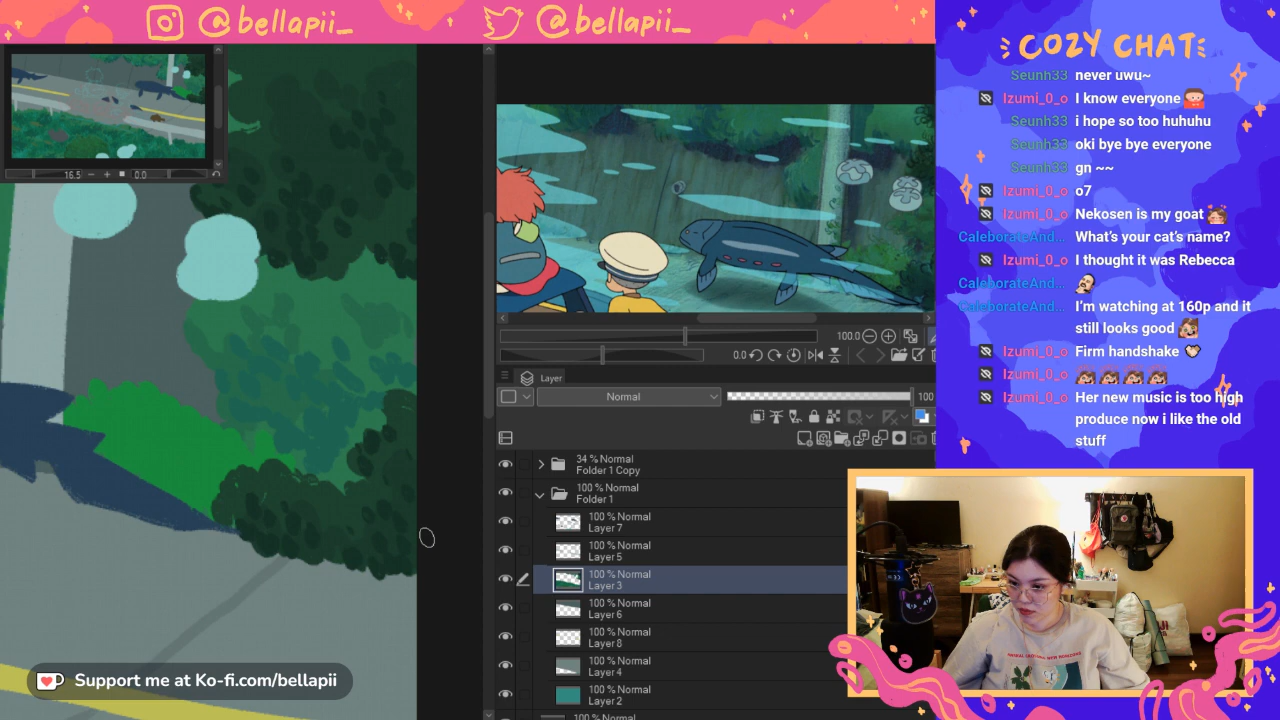 @bellapii_
@bellapii_
COZY CHAT
Seunh33 never uwu~
Izumi_0_o I know everyone
Seunh33 i hope so too huhuhu
Seunh33 oki bye bye everyone
Seunh33 gn ~~
Izumi_0_o o7
Izumi_0_o Nekosen is my goat
CaleborateAnd... What's your cat's name?
Izumi_0_o I thought it was Rebecca
CaleborateAnd...
CaleborateAnd... I'm watching at 160p and it
still looks good
Izumi_0_o Firm handshake
Izumi_0_o
Izumi_0_o Her new music is too high
produce now i like the old
stuff
16.5 0.0
100.0
0.0
Layer
Normal 100
34 % Normal
Folder 1 Copy
100 % Normal
Folder 1
100 % Normal
Layer 7
100 % Normal
Layer 5
100 % Normal
Layer 3
100 % Normal
Layer 6
100 % Normal
Layer 8
100 % Normal
Layer 4
100 % Normal
Layer 2
100 % Normal
Support me at Ko-fi.com/bellapii